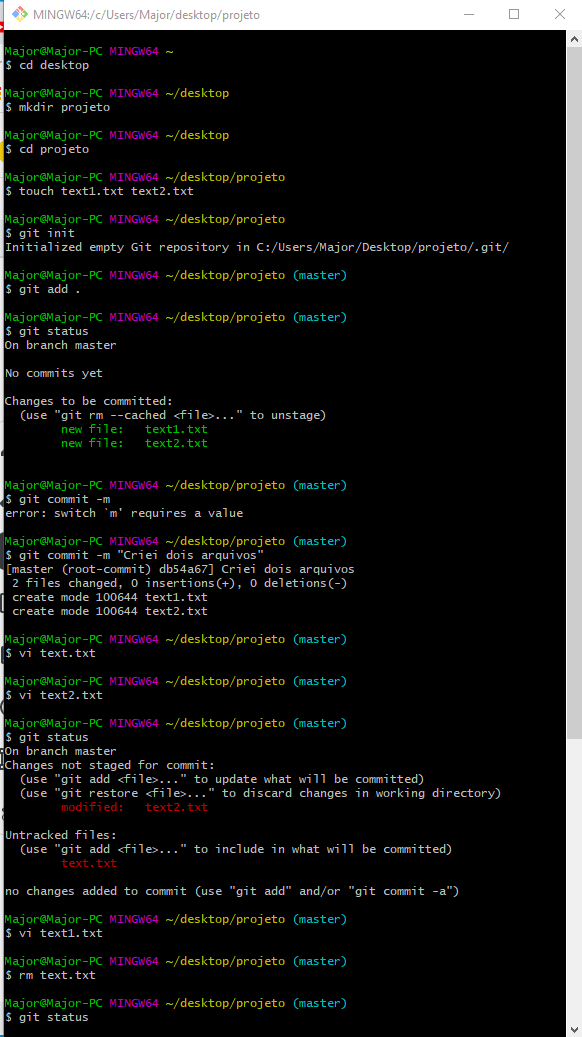 MINGW64:/c/Users/Major/desktop/projeto
Major@Major-PC MINGW64 ~
$ cd desktop
Major@Major-PC MINGW64 ~/desktop
$ mkdir projeto
Major@Major-PC MINGW64 ~/desktop
$ cd projeto
Major@Major-PC MINGW64 ~/desktop/projeto
$ touch text1.txt text2.txt
Major@Major-PC MINGW64 ~/desktop/projeto
$ git init
Initialized empty Git repository in C:/Users/Major/Desktop/projeto/.git/
Major@Major-PC MINGW64 ~/desktop/projeto (master)
$ git add .
Major@Major-PC MINGW64 ~/desktop/projeto (master)
$ git status
On branch master
No commits yet
Changes to be committed:
  (use "git rm --cached <file>..." to unstage)
        new file:   text1.txt
        new file:   text2.txt
Major@Major-PC MINGW64 ~/desktop/projeto (master)
$ git commit -m
error: switch `m' requires a value
Major@Major-PC MINGW64 ~/desktop/projeto (master)
$ git commit -m "Criei dois arquivos"
[master (root-commit) db54a67] Criei dois arquivos
 2 files changed, 0 insertions(+), 0 deletions(-)
 create mode 100644 text1.txt
 create mode 100644 text2.txt
Major@Major-PC MINGW64 ~/desktop/projeto (master)
$ vi text.txt
Major@Major-PC MINGW64 ~/desktop/projeto (master)
$ vi text2.txt
Major@Major-PC MINGW64 ~/desktop/projeto (master)
$ git status
On branch master
Changes not staged for commit:
  (use "git add <file>..." to update what will be committed)
  (use "git restore <file>..." to discard changes in working directory)
        modified:   text2.txt
Untracked files:
  (use "git add <file>..." to include in what will be committed)
        text.txt
no changes added to commit (use "git add" and/or "git commit -a")
Major@Major-PC MINGW64 ~/desktop/projeto (master)
$ vi text1.txt
Major@Major-PC MINGW64 ~/desktop/projeto (master)
$ rm text.txt
Major@Major-PC MINGW64 ~/desktop/projeto (master)
$ git status